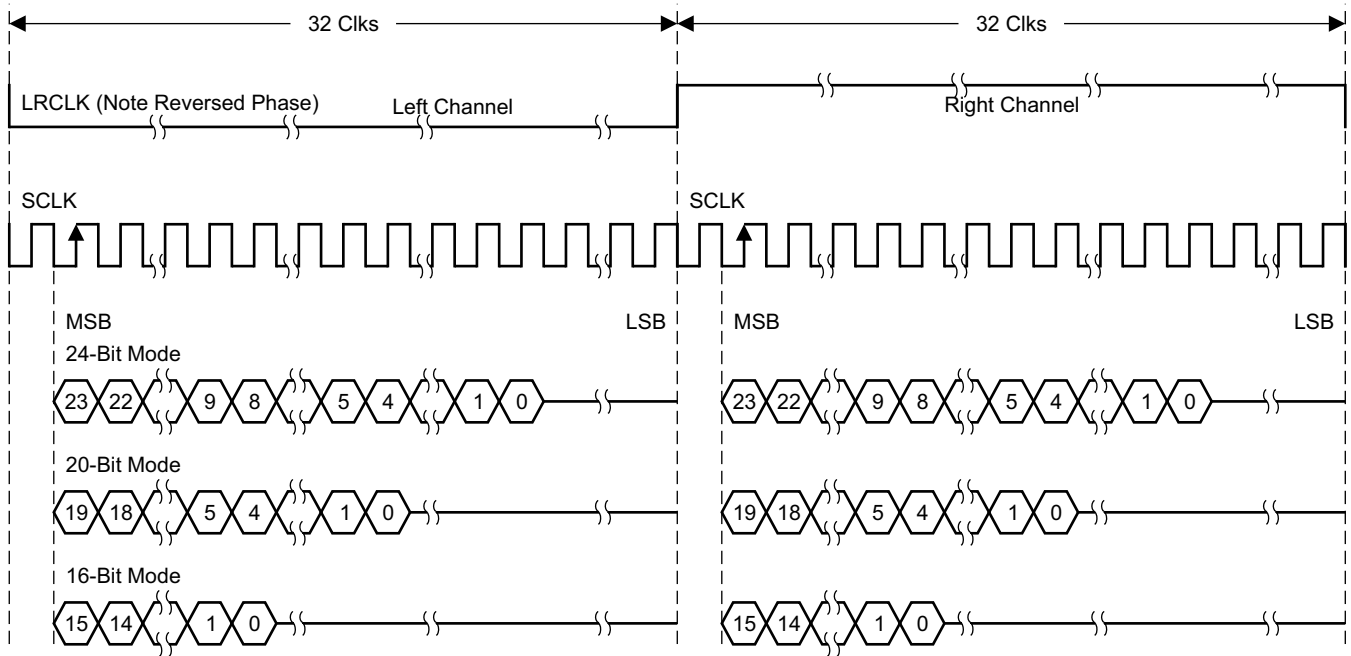 32 Clks 32 Clks
LRCLK (Note Reversed Phase) Left Channel Right Channel
SCLK SCLK
MSB LSB MSB LSB
24-Bit Mode
23 22 9 8 5 4 1 0 23 22 9 8 5 4 1 0
20-Bit Mode
19 18 5 4 1 0 19 18 5 4 1 0
16-Bit Mode
15 14 1 0 15 14 1 0